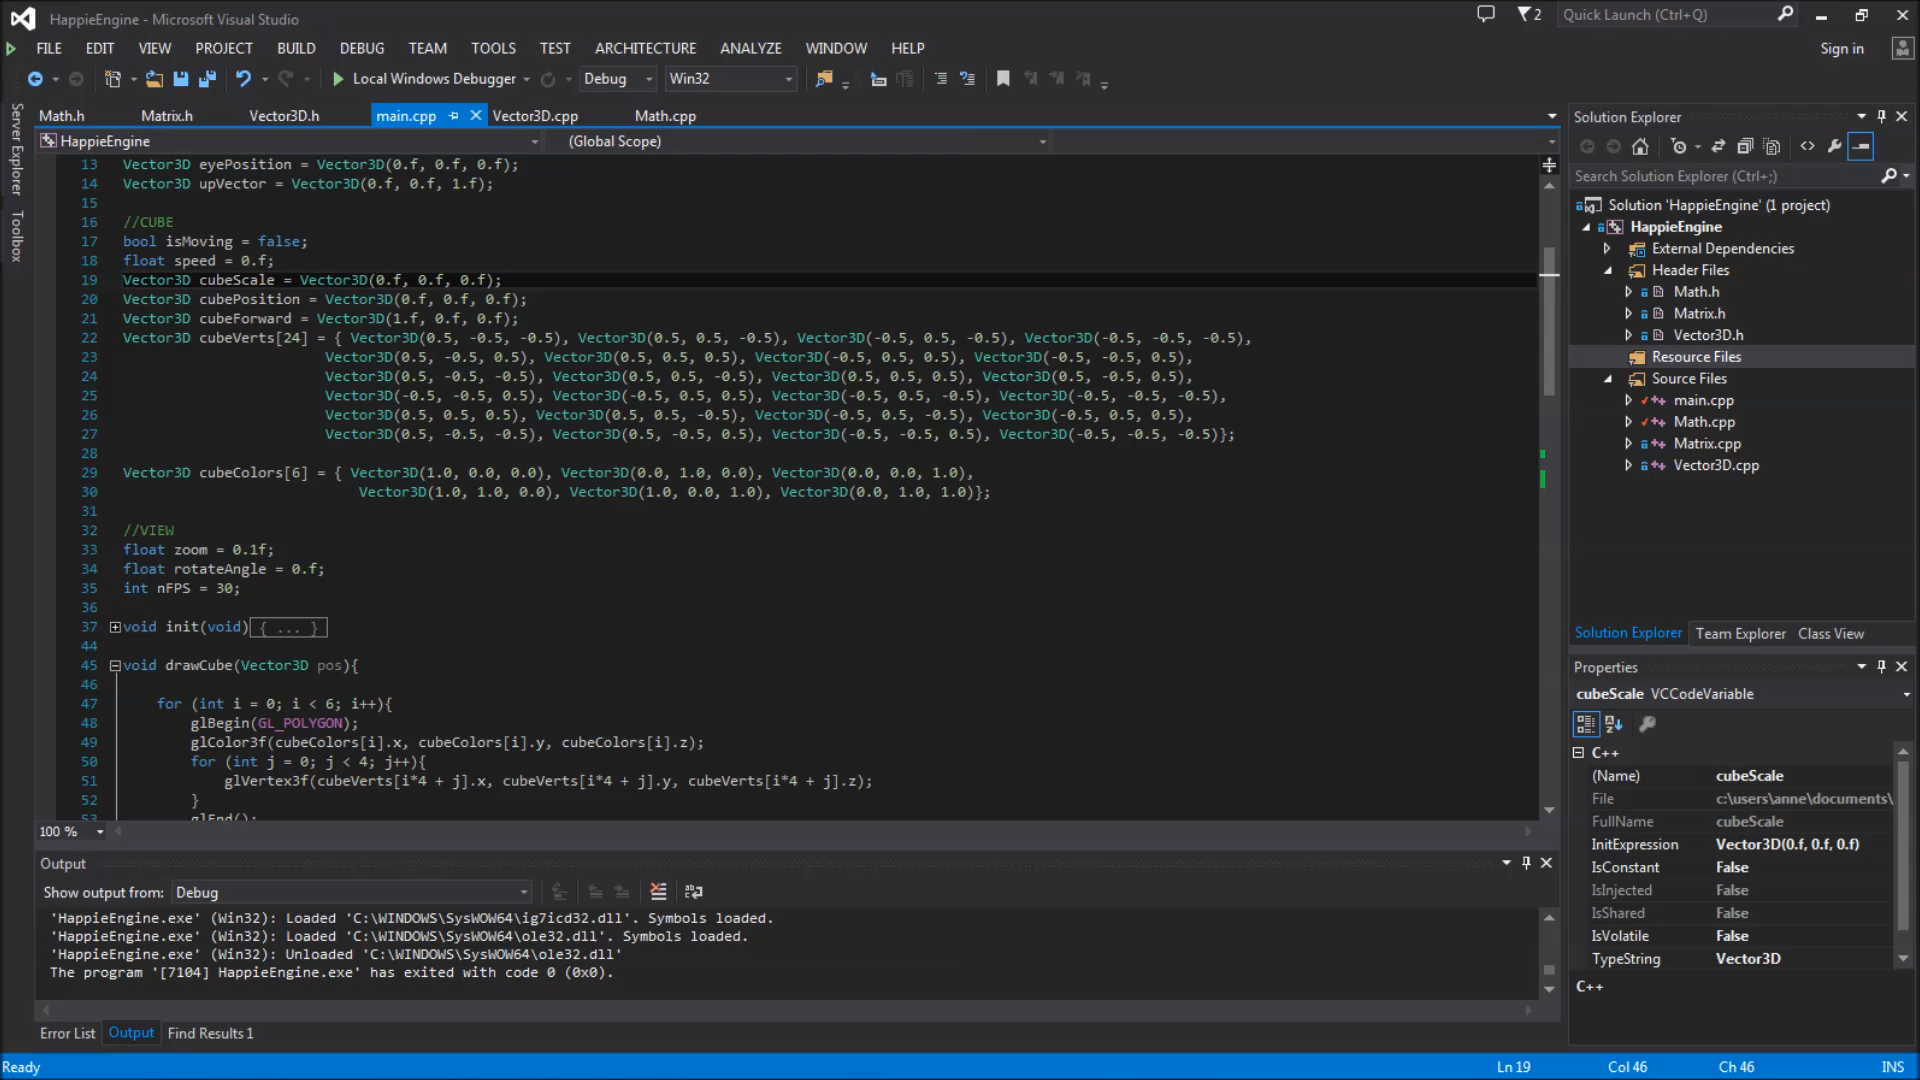 HappieEngine - Microsoft Visual Studio
2
Quick Launch (Ctrl+Q)
FILE EDIT VIEW PROJECT BUILD DEBUG TEAM TOOLS TEST ARCHITECTURE ANALYZE WINDOW HELP
Sign in
Local Windows Debugger Debug Win32
Server Explorer
Toolbox
Math.h Matrix.h Vector3D.h main.cpp Vector3D.cpp Math.cpp
HappieEngine (Global Scope)
13 Vector3D eyePosition = Vector3D(0.f, 0.f, 0.f);
14 Vector3D upVector = Vector3D(0.f, 0.f, 1.f);
15
16 //CUBE
17 bool isMoving = false;
18 float speed = 0.f;
19 Vector3D cubeScale = Vector3D(0.f, 0.f, 0.f);
20 Vector3D cubePosition = Vector3D(0.f, 0.f, 0.f);
21 Vector3D cubeForward = Vector3D(1.f, 0.f, 0.f);
22 Vector3D cubeVerts[24] = { Vector3D(0.5, -0.5, -0.5), Vector3D(0.5, 0.5, -0.5), Vector3D(-0.5, 0.5, -0.5), Vector3D(-0.5, -0.5, -0.5),
23 Vector3D(0.5, -0.5, 0.5), Vector3D(0.5, 0.5, 0.5), Vector3D(-0.5, 0.5, 0.5), Vector3D(-0.5, -0.5, 0.5),
24 Vector3D(0.5, -0.5, -0.5), Vector3D(0.5, 0.5, -0.5), Vector3D(0.5, 0.5, 0.5), Vector3D(0.5, -0.5, 0.5),
25 Vector3D(-0.5, -0.5, 0.5), Vector3D(-0.5, 0.5, 0.5), Vector3D(-0.5, 0.5, -0.5), Vector3D(-0.5, -0.5, -0.5),
26 Vector3D(0.5, 0.5, 0.5), Vector3D(0.5, 0.5, -0.5), Vector3D(-0.5, 0.5, -0.5), Vector3D(-0.5, 0.5, 0.5),
27 Vector3D(0.5, -0.5, -0.5), Vector3D(0.5, -0.5, 0.5), Vector3D(-0.5, -0.5, 0.5), Vector3D(-0.5, -0.5, -0.5)};
28
29 Vector3D cubeColors[6] = { Vector3D(1.0, 0.0, 0.0), Vector3D(0.0, 1.0, 0.0), Vector3D(0.0, 0.0, 1.0),
30 Vector3D(1.0, 1.0, 0.0), Vector3D(1.0, 0.0, 1.0), Vector3D(0.0, 1.0, 1.0)};
31
32 //VIEW
33 float zoom = 0.1f;
34 float rotateAngle = 0.f;
35 int nFPS = 30;
36
37 void init(void){ ... }
44
45 void drawCube(Vector3D pos){
46
47 for (int i = 0; i < 6; i++){
48 glBegin(GL_POLYGON);
49 glColor3f(cubeColors[i].x, cubeColors[i].y, cubeColors[i].z);
50 for (int j = 0; j < 4; j++){
51 glVertex3f(cubeVerts[i*4 + j].x, cubeVerts[i*4 + j].y, cubeVerts[i*4 + j].z);
52 }
53 glEnd();
100 %
Output
Show output from: Debug
'HappieEngine.exe' (Win32): Loaded 'C:\WINDOWS\SysWOW64\ig7icd32.dll'. Symbols loaded.
'HappieEngine.exe' (Win32): Loaded 'C:\WINDOWS\SysWOW64\ole32.dll'. Symbols loaded.
'HappieEngine.exe' (Win32): Unloaded 'C:\WINDOWS\SysWOW64\ole32.dll'
The program '[7104] HappieEngine.exe' has exited with code 0 (0x0).
Error List Output Find Results 1
Solution Explorer
Search Solution Explorer (Ctrl+;)
Solution 'HappieEngine' (1 project)
HappieEngine
External Dependencies
Header Files
Math.h
Matrix.h
Vector3D.h
Resource Files
Source Files
main.cpp
Math.cpp
Matrix.cpp
Vector3D.cpp
Solution Explorer Team Explorer Class View
Properties
cubeScale VCCodeVariable
C++
(Name) cubeScale
File c:\users\anne\documents\
FullName cubeScale
InitExpression Vector3D(0.f, 0.f, 0.f)
IsConstant False
IsInjected False
IsShared False
IsVolatile False
TypeString Vector3D
C++
Ready Ln 19 Col 46 Ch 46 INS